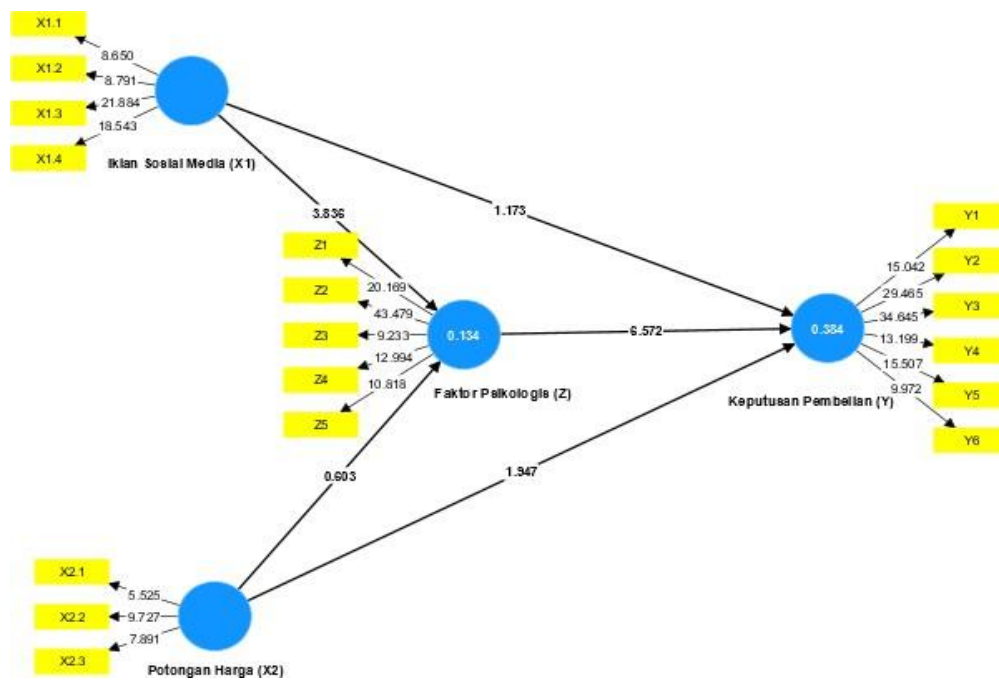 X1.1
X1.2
X1.3
X1.4
8.650
8.791
21.884
18.543
Iklan Sosial Media (X1)
3.836
1.173
Z1
Z2
Z3
Z4
Z5
20.169
43.479
9.233
12.994
10.818
0.134
Faktor Psikologis (Z)
6.572
0.384
Keputusan Pembelian (Y)
Y1
Y2
Y3
Y4
Y5
Y6
15.042
29.465
34.645
13.199
15.507
9.972
0.603
1.947
X2.1
X2.2
X2.3
5.525
9.727
7.891
Potongan Harga (X2)